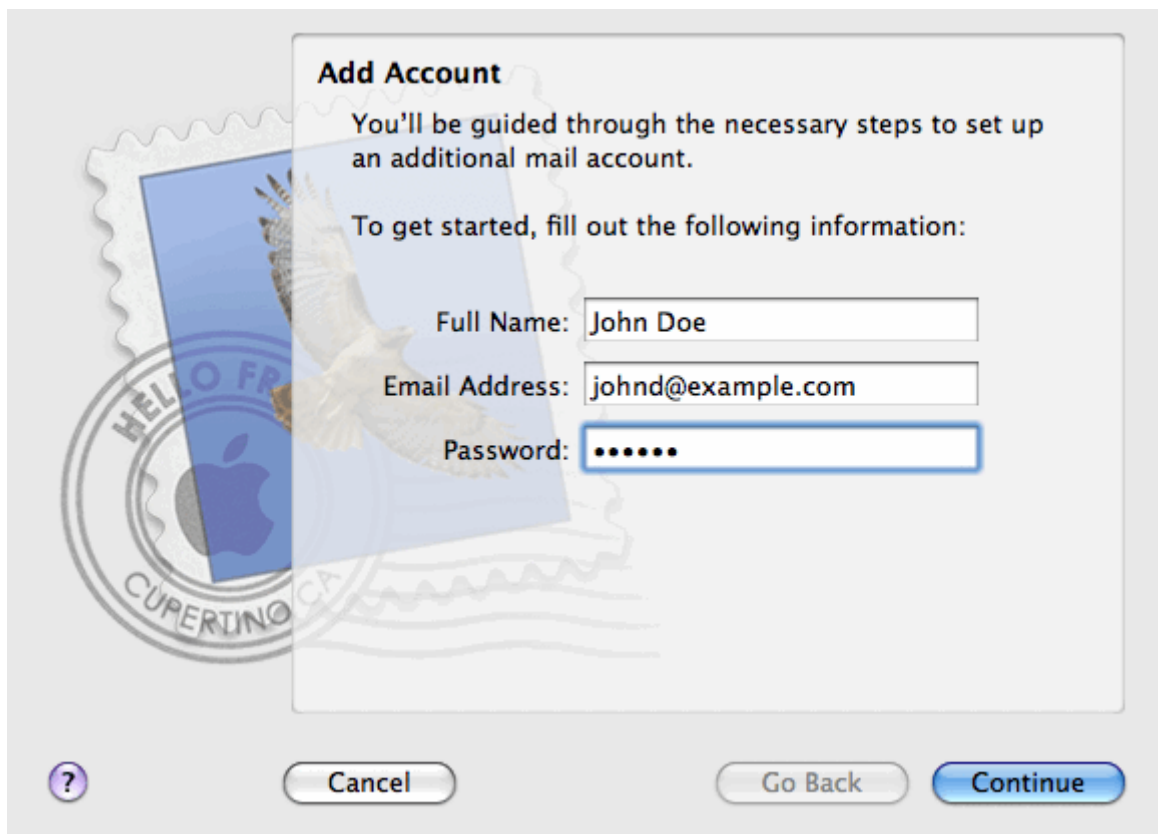 Add Account
You'll be guided through the necessary steps to set up
an additional mail account.
To get started, fill out the following information:
Full Name: John Doe
Email Address: johnd@example.com
Password: ••••••
HELLO FR
CUPERTINO CA
?
Cancel
Go Back
Continue